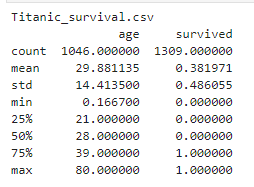 Titanic_survival.csv
age survived
count 1046.000000 1309.000000
mean 29.881135 0.381971
std 14.413500 0.486055
min 0.166700 0.000000
25% 21.000000 0.000000
50% 28.000000 0.000000
75% 39.000000 1.000000
max 80.000000 1.000000